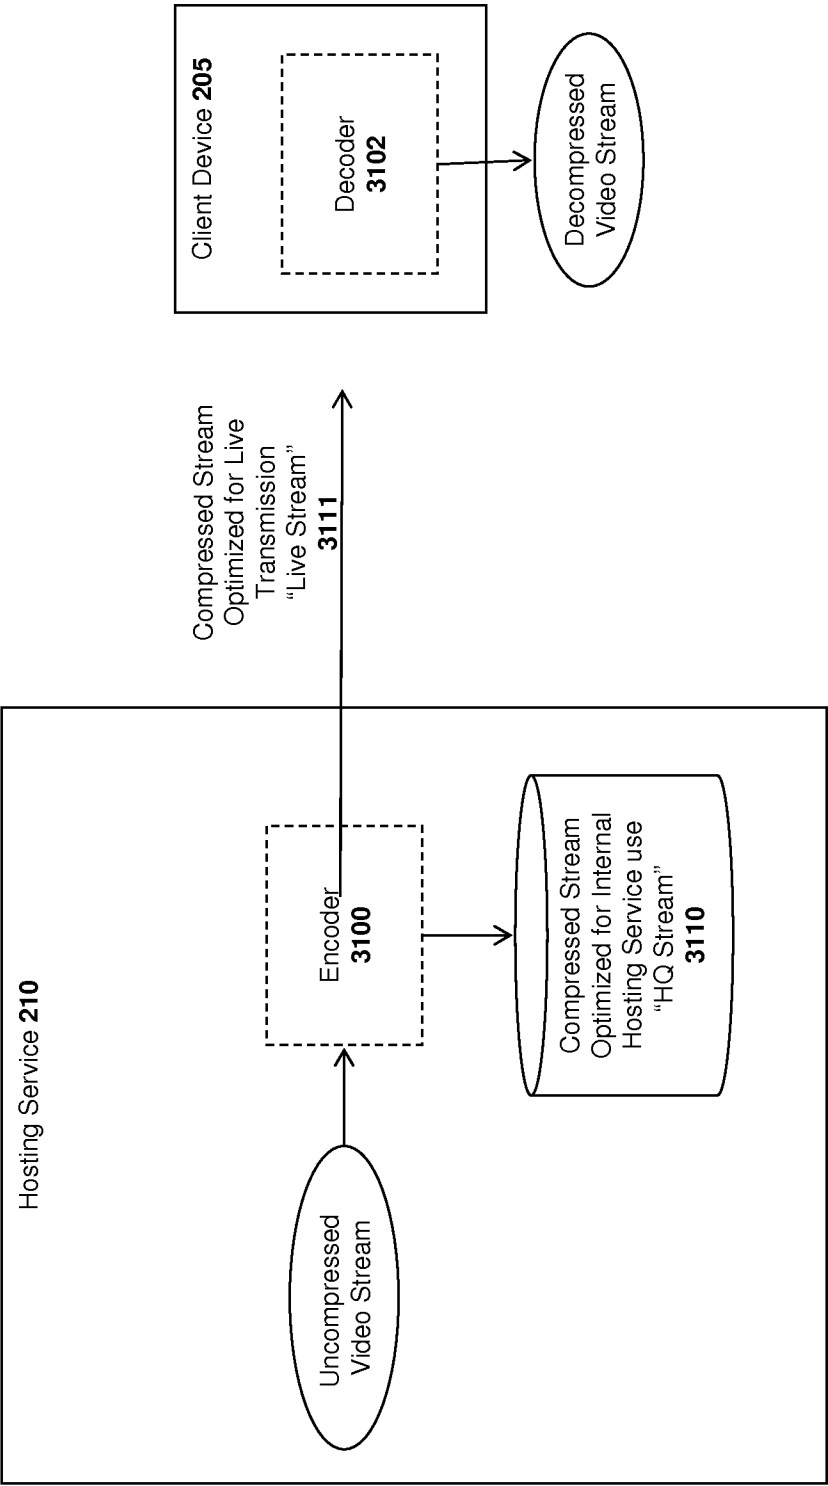 Hosting Service 210
Uncompressed
Video Stream
Encoder
3100
Compressed Stream
Optimized for Internal
Hosting Service use
“HQ Stream”
3110
Compressed Stream
Optimized for Live
Transmission
“Live Stream”
3111
Client Device 205
Decoder
3102
Decompressed
Video Stream